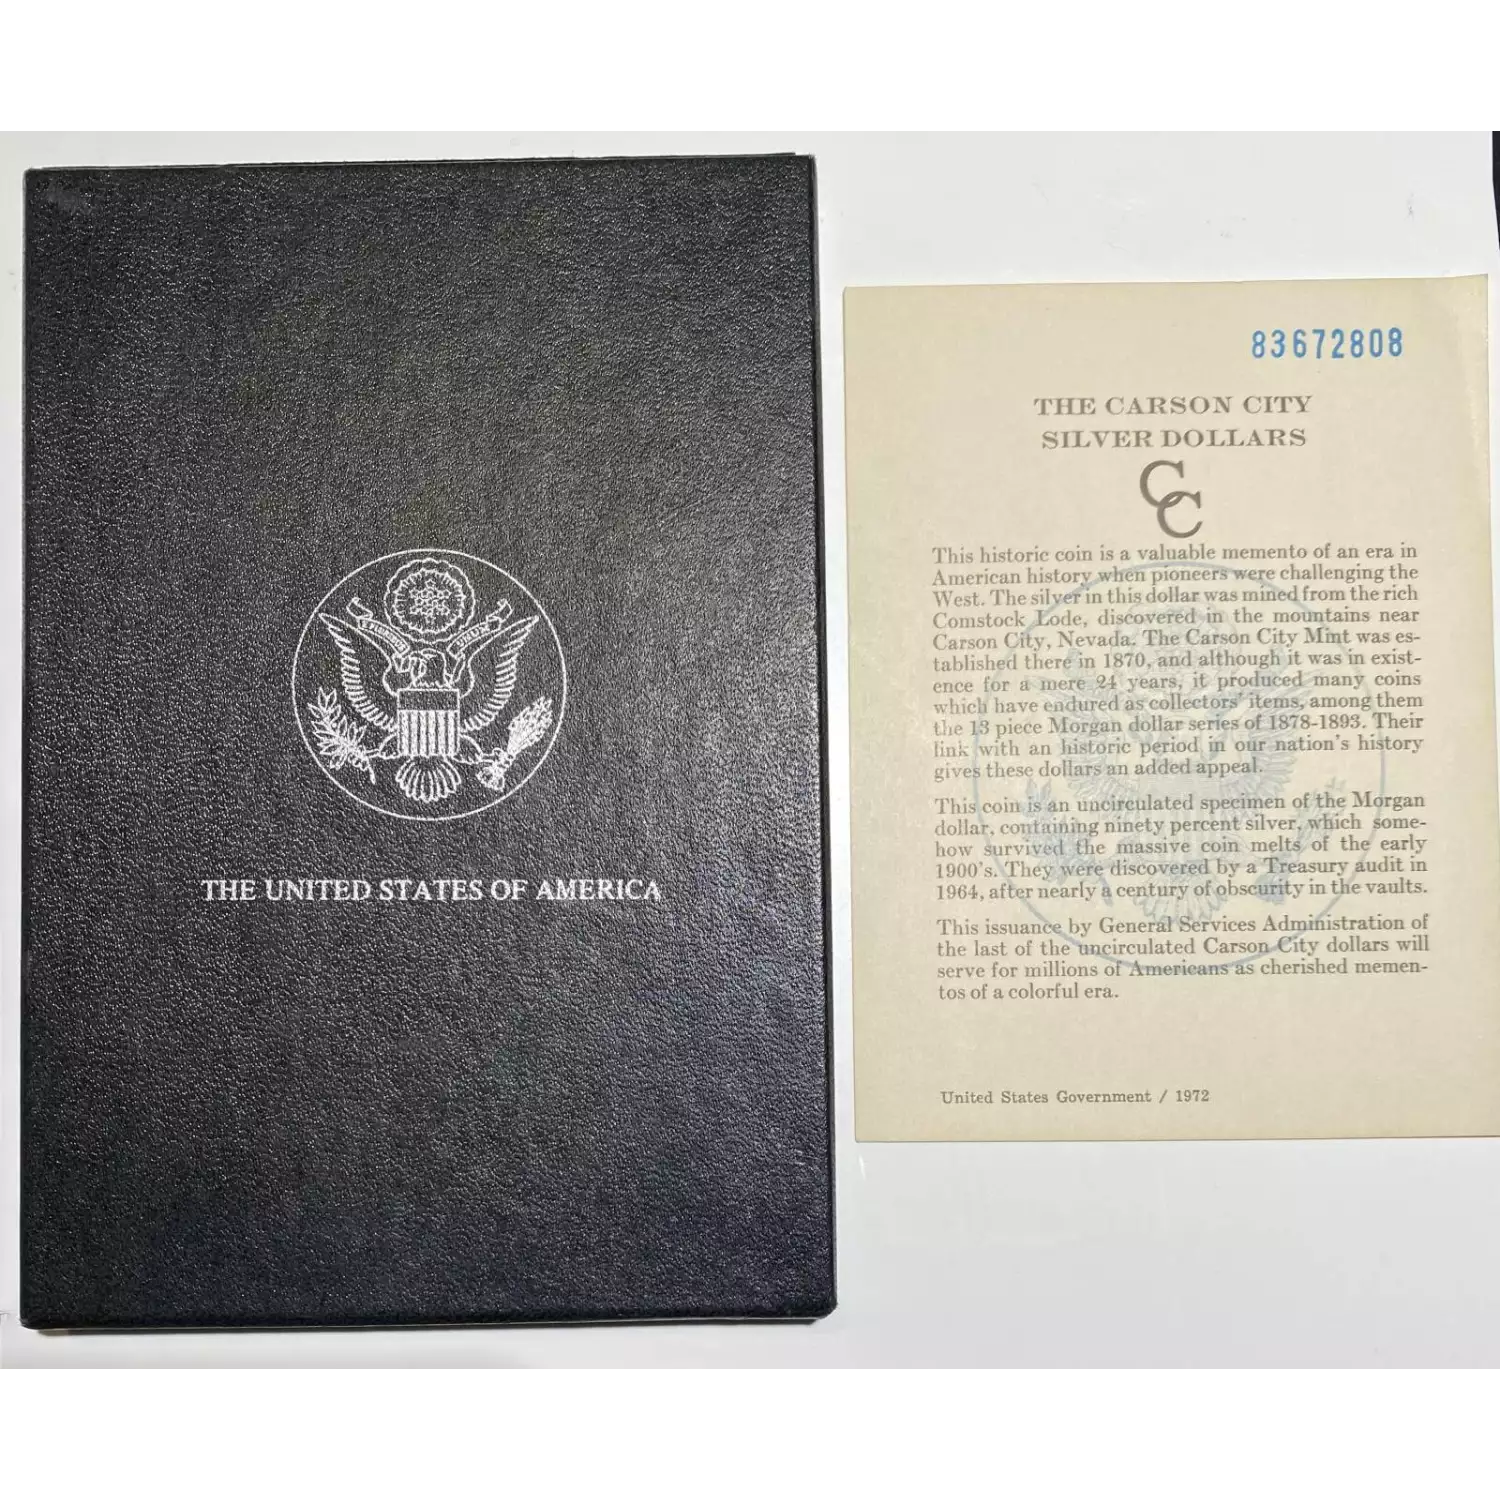 E PLURIBUS UNUM
THE UNITED STATES OF AMERICA
83672808
THE CARSON CITY
SILVER DOLLARS
CC
This historic coin is a valuable memento of an era in
American history when pioneers were challenging the
West. The silver in this dollar was mined from the rich
Comstock Lode, discovered in the mountains near
Carson City, Nevada. The Carson City Mint was es-
tablished there in 1870, and although it was in exist-
ence for a mere 24 years, it produced many coins
which have endured as collectors' items, among them
the 13 piece Morgan dollar series of 1878-1893. Their
link with an historic period in our nation's history
gives these dollars an added appeal.
This coin is an uncirculated specimen of the Morgan
dollar, containing ninety percent silver, which some-
how survived the massive coin melts of the early
1900's. They were discovered by a Treasury audit in
1964, after nearly a century of obscurity in the vaults.
This issuance by General Services Administration of
the last of the uncirculated Carson City dollars will
serve for millions of Americans as cherished memen-
tos of a colorful era.
United States Government / 1972